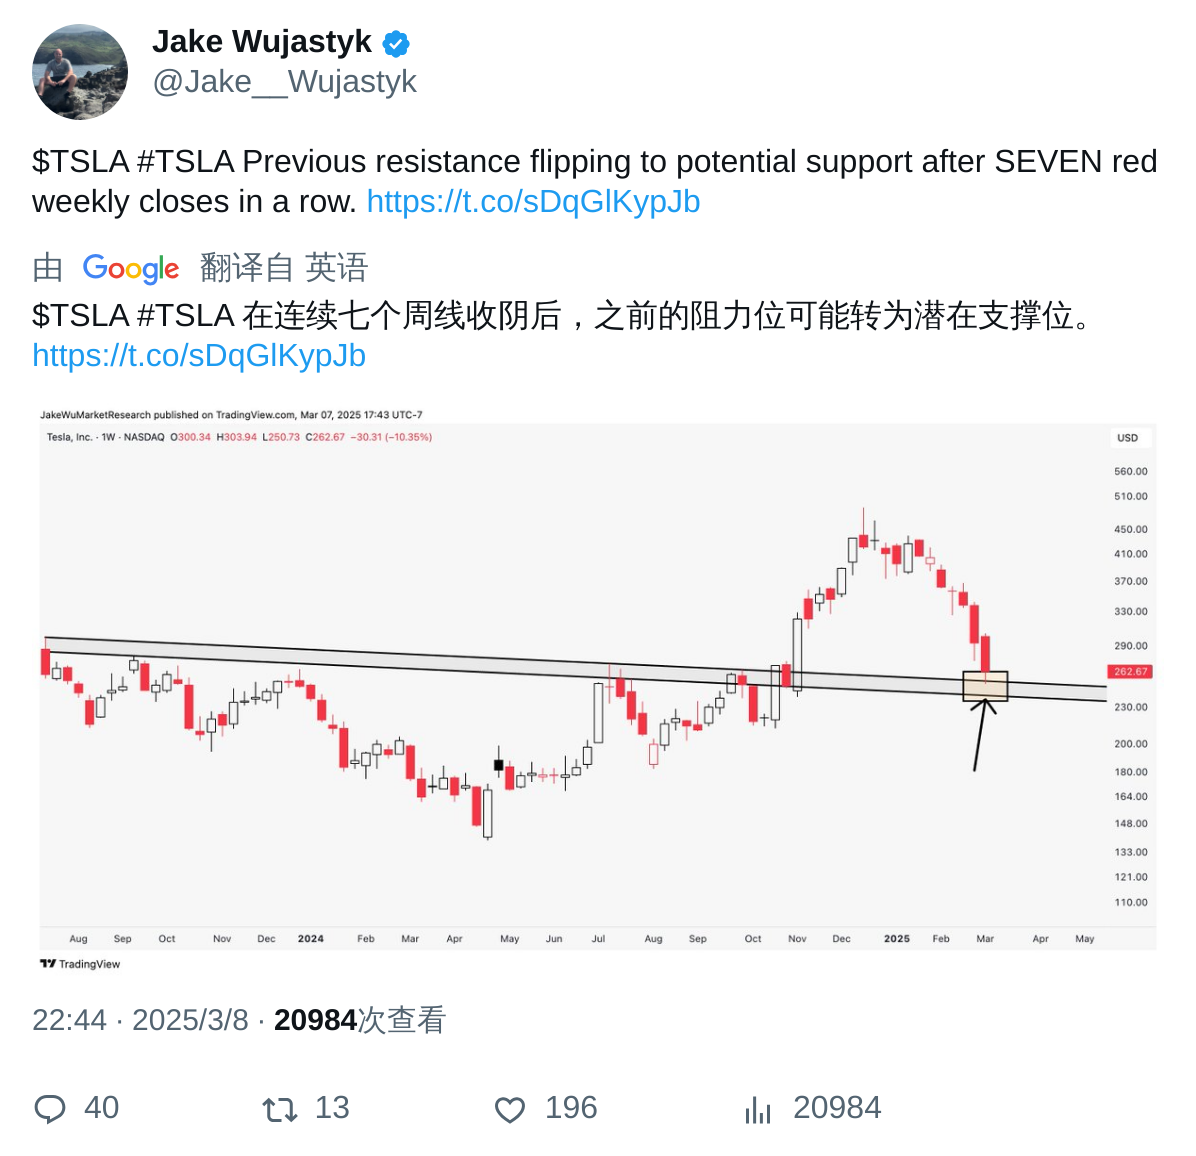 Jake Wujastyk
@Jake__Wujastyk
$TSLA #TSLA Previous resistance flipping to potential support after SEVEN red
weekly closes in a row. https://t.co/sDqGlKypJb
由 Google 翻译自 英语
$TSLA #TSLA 在连续七个周线收阴后，之前的阻力位可能转为潜在支撑位。
https://t.co/sDqGlKypJb
JakeWuMarketResearch published on TradingView.com, Mar 07, 2025 17:43 UTC-7
Tesla, Inc. · 1W · NASDAQ O300.34 H303.94 L250.73 C262.67 −30.31 (−10.35%)
USD
560.00
510.00
450.00
410.00
370.00
330.00
290.00
262.67
230.00
200.00
180.00
164.00
148.00
133.00
121.00
110.00
Aug Sep Oct Nov Dec 2024 Feb Mar Apr May Jun Jul Aug Sep Oct Nov Dec 2025 Feb Mar Apr May
TradingView
22:44 · 2025/3/8 · 20984次查看
40 13 196 20984